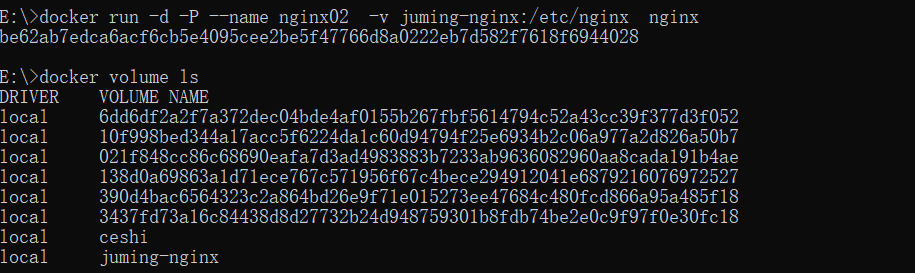 E:\>docker run -d -P --name nginx02  -v juming-nginx:/etc/nginx  nginx
be62ab7edca6acf6cb5e4095cee2be5f47766d8a0222eb7d582f7618f6944028
E:\>docker volume ls
DRIVER    VOLUME NAME
local     6dd6df2a2f7a372dec04bde4af0155b267fbf5614794c52a43cc39f377d3f052
local     10f998bed344a17acc5f6224da1c60d94794f25e6934b2c06a977a2d826a50b7
local     021f848cc86c68690eafa7d3ad4983883b7233ab9636082960aa8cada191b4ae
local     138d0a69863a1d71ece767c571956f67c4bece294912041e6879216076972527
local     390d4bac6564323c2a864bd26e9f71e015273ee47684c480fcd866a95a485f18
local     3437fd73a16c84438d8d27732b24d948759301b8fdb74be2e0c9f97f0e30fc18
local     ceshi
local     juming-nginx